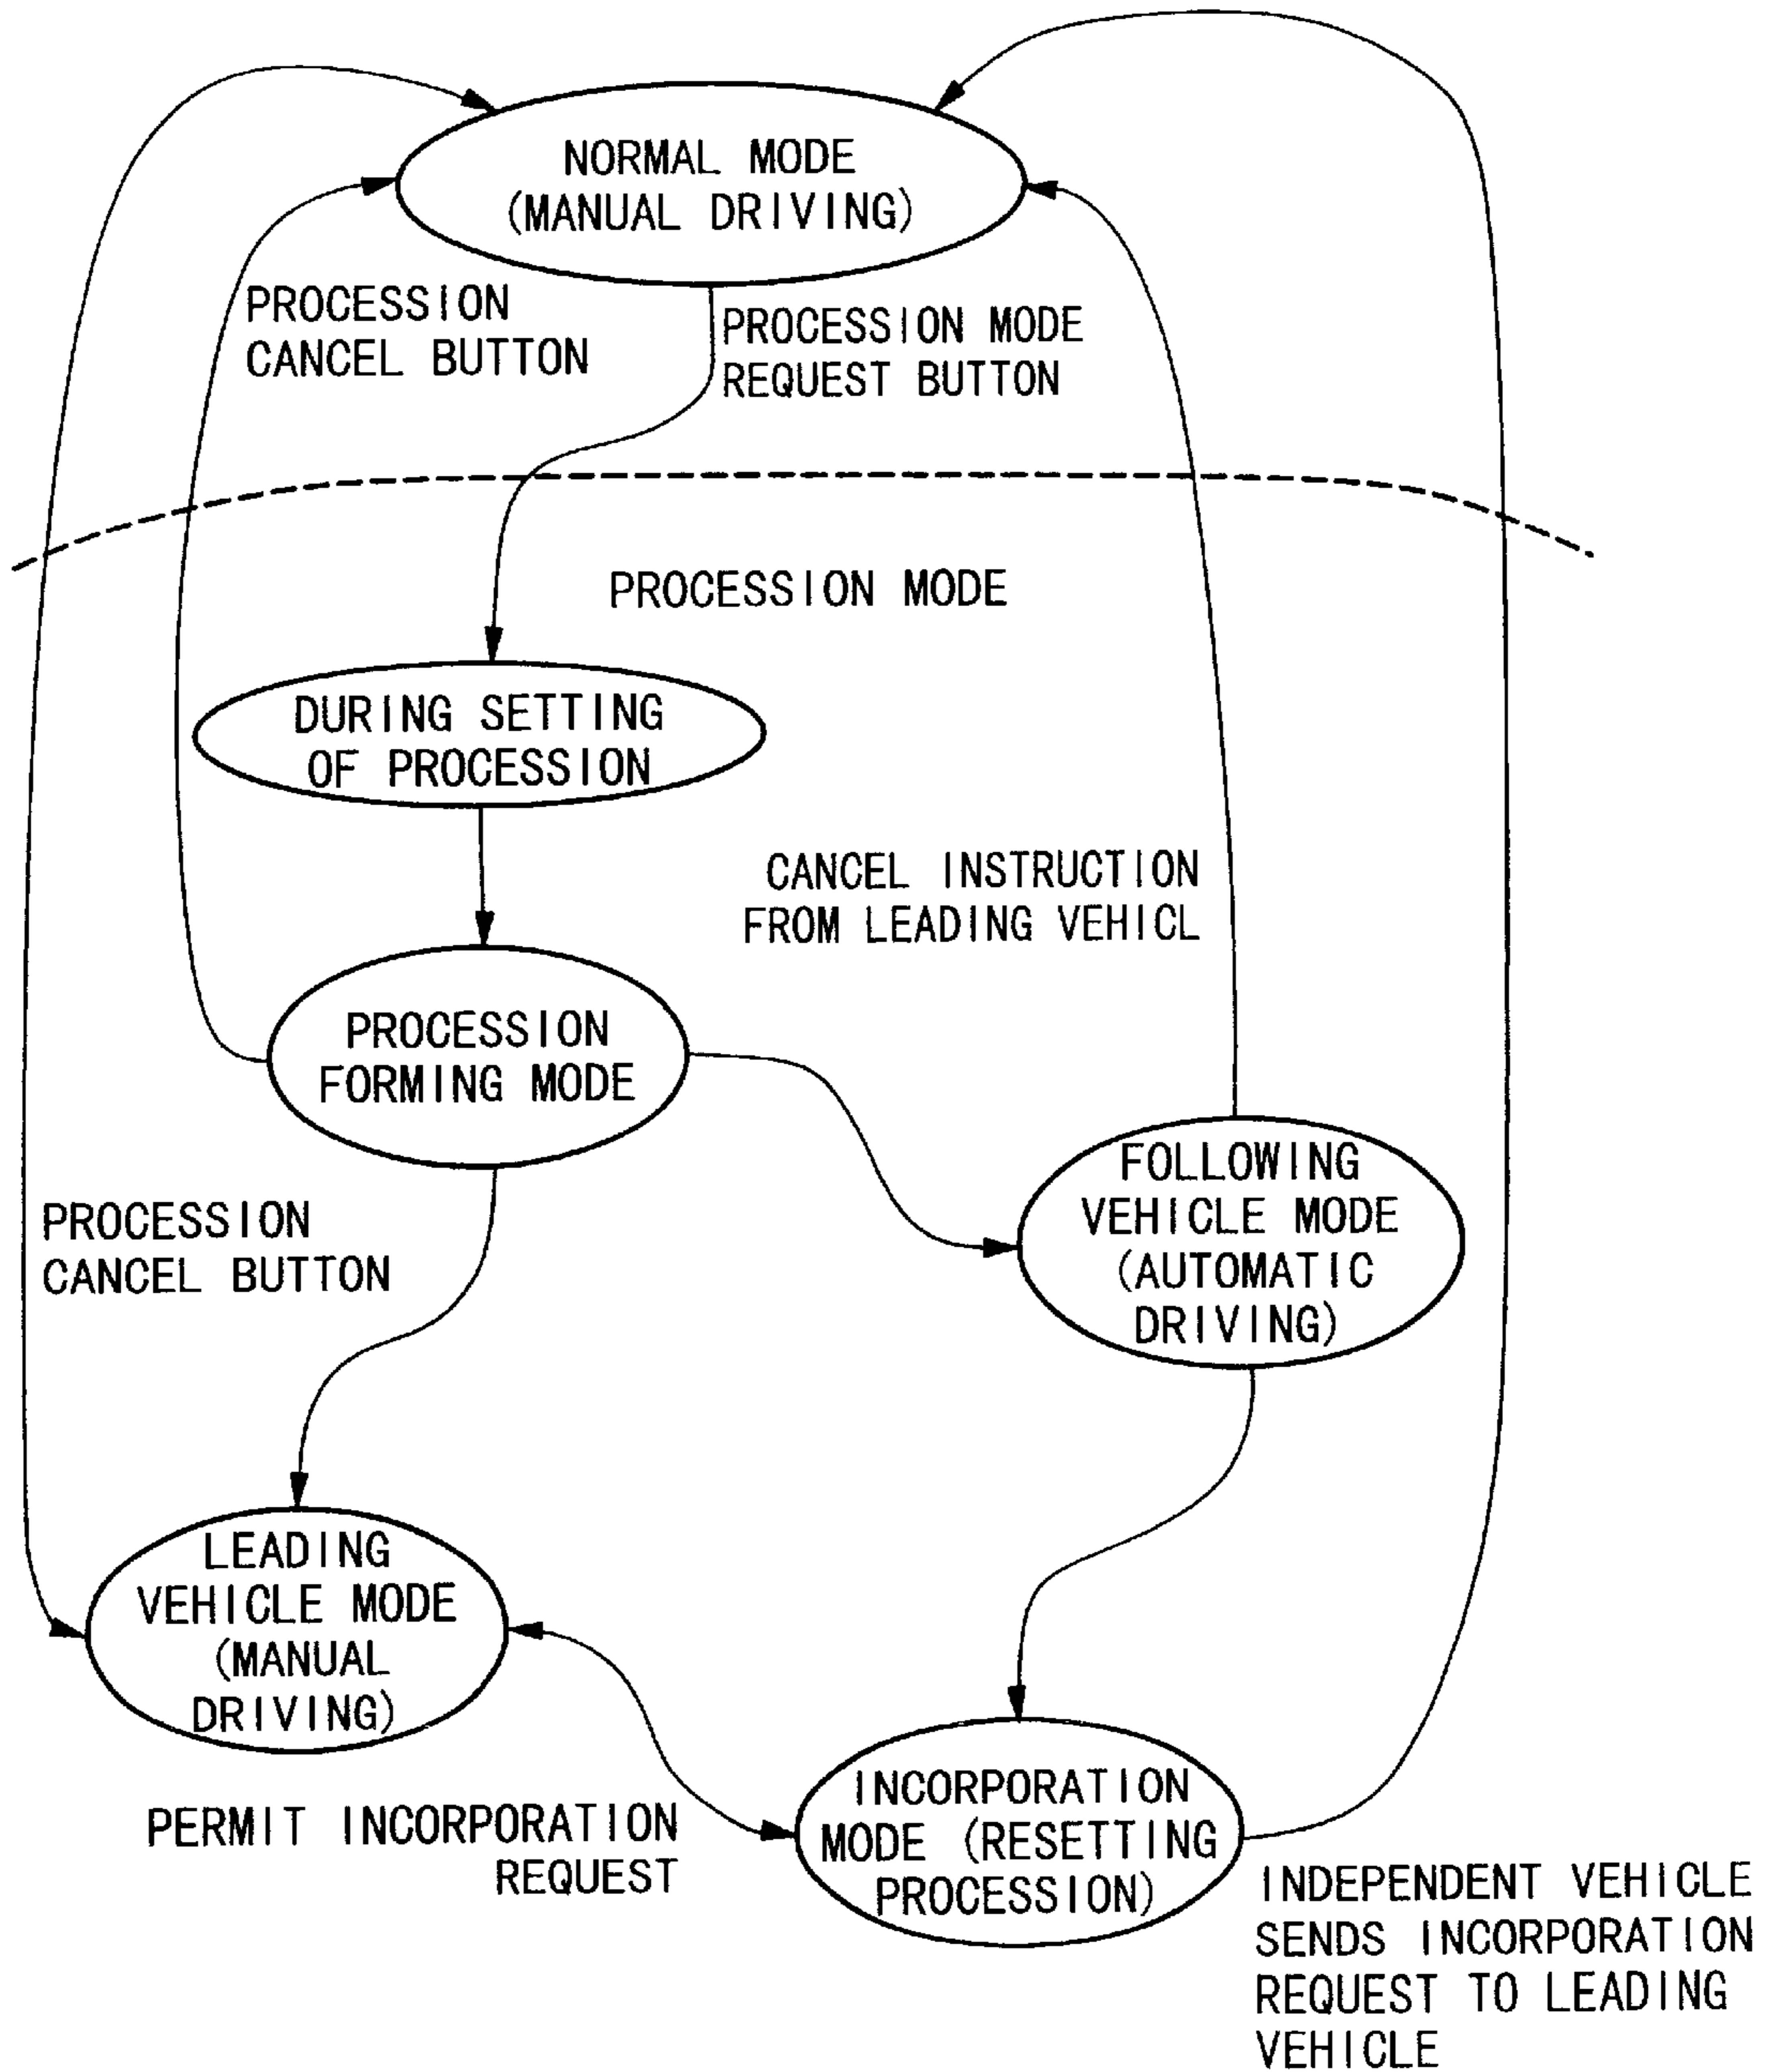 NORMAL MODE
(MANUAL DRIVING)
PROCESSION
CANCEL BUTTON
PROCESSION MODE
REQUEST BUTTON
PROCESSION MODE
DURING SETTING
OF PROCESSION
CANCEL INSTRUCTION
FROM LEADING VEHICL
PROCESSION
FORMING MODE
FOLLOWING
VEHICLE MODE
(AUTOMATIC
DRIVING)
PROCESSION
CANCEL BUTTON
LEADING
VEHICLE MODE
(MANUAL
DRIVING)
PERMIT INCORPORATION
REQUEST
INCORPORATION
MODE (RESETTING
PROCESSION)
INDEPENDENT VEHICLE
SENDS INCORPORATION
REQUEST TO LEADING
VEHICLE